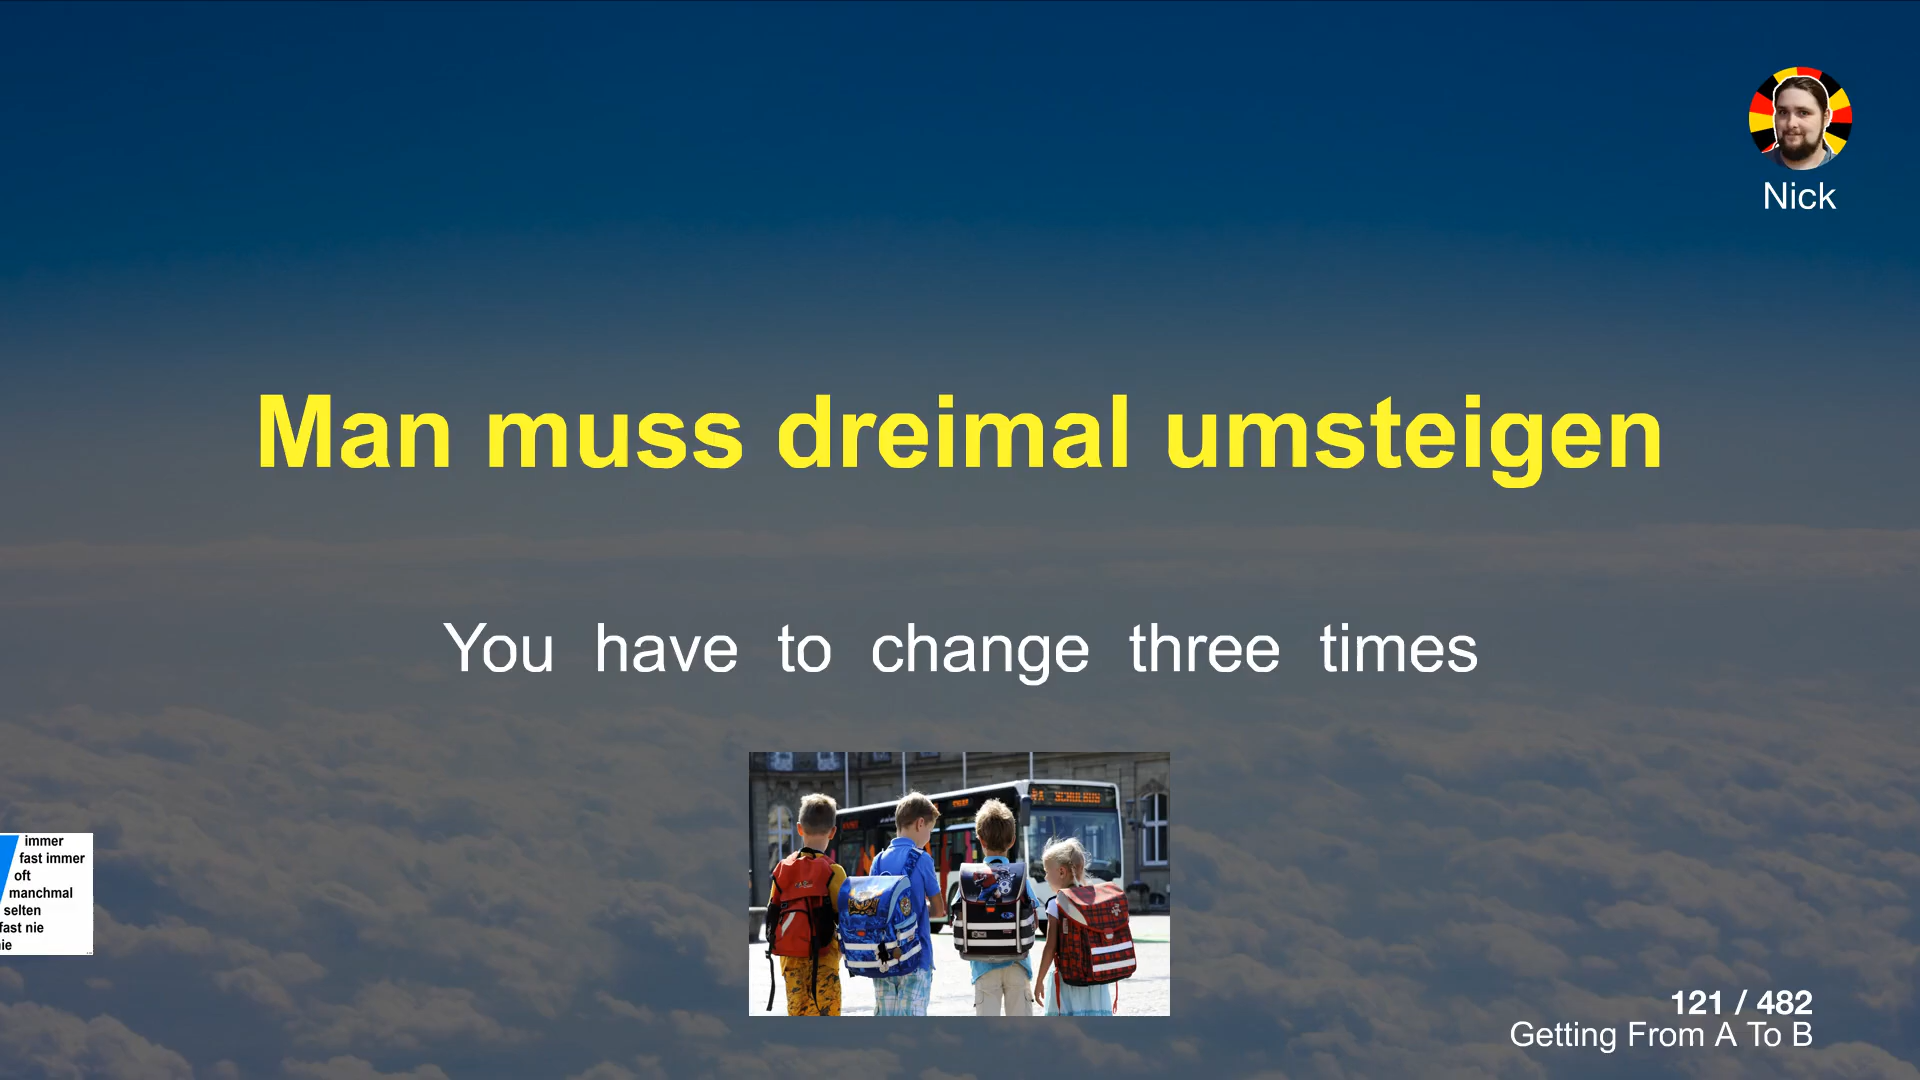 Nick
Man muss dreimal umsteigen
You have to change three times
SCHULBUS
immer
fast immer
oft
manchmal
selten
fast nie
121 / 482
Getting From A To B